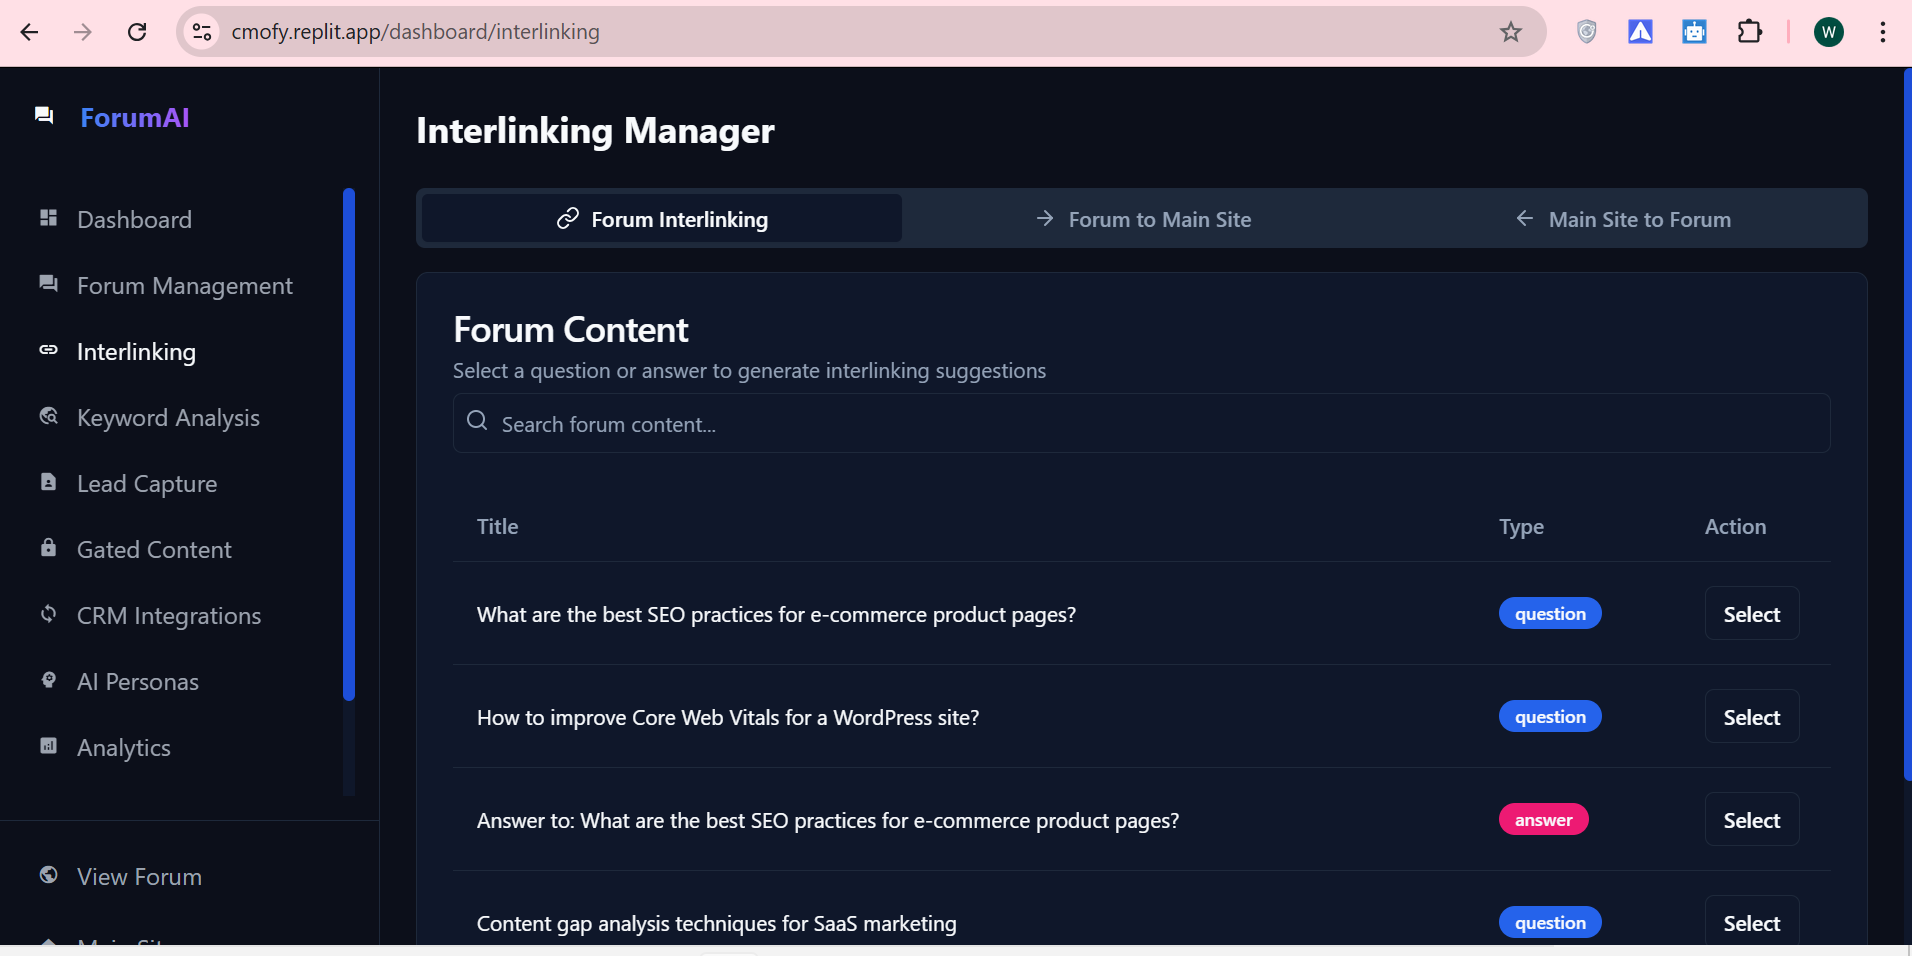 cmofy.replit.app/dashboard/interlinking
W
ForumAI
Dashboard
Forum Management
Interlinking
Keyword Analysis
Lead Capture
Gated Content
CRM Integrations
AI Personas
Analytics
View Forum
Interlinking Manager
Forum Interlinking
Forum to Main Site
Main Site to Forum
Forum Content
Select a question or answer to generate interlinking suggestions
Search forum content...
Title Type Action
What are the best SEO practices for e-commerce product pages? question Select
How to improve Core Web Vitals for a WordPress site? question Select
Answer to: What are the best SEO practices for e-commerce product pages? answer Select
Content gap analysis techniques for SaaS marketing question Select